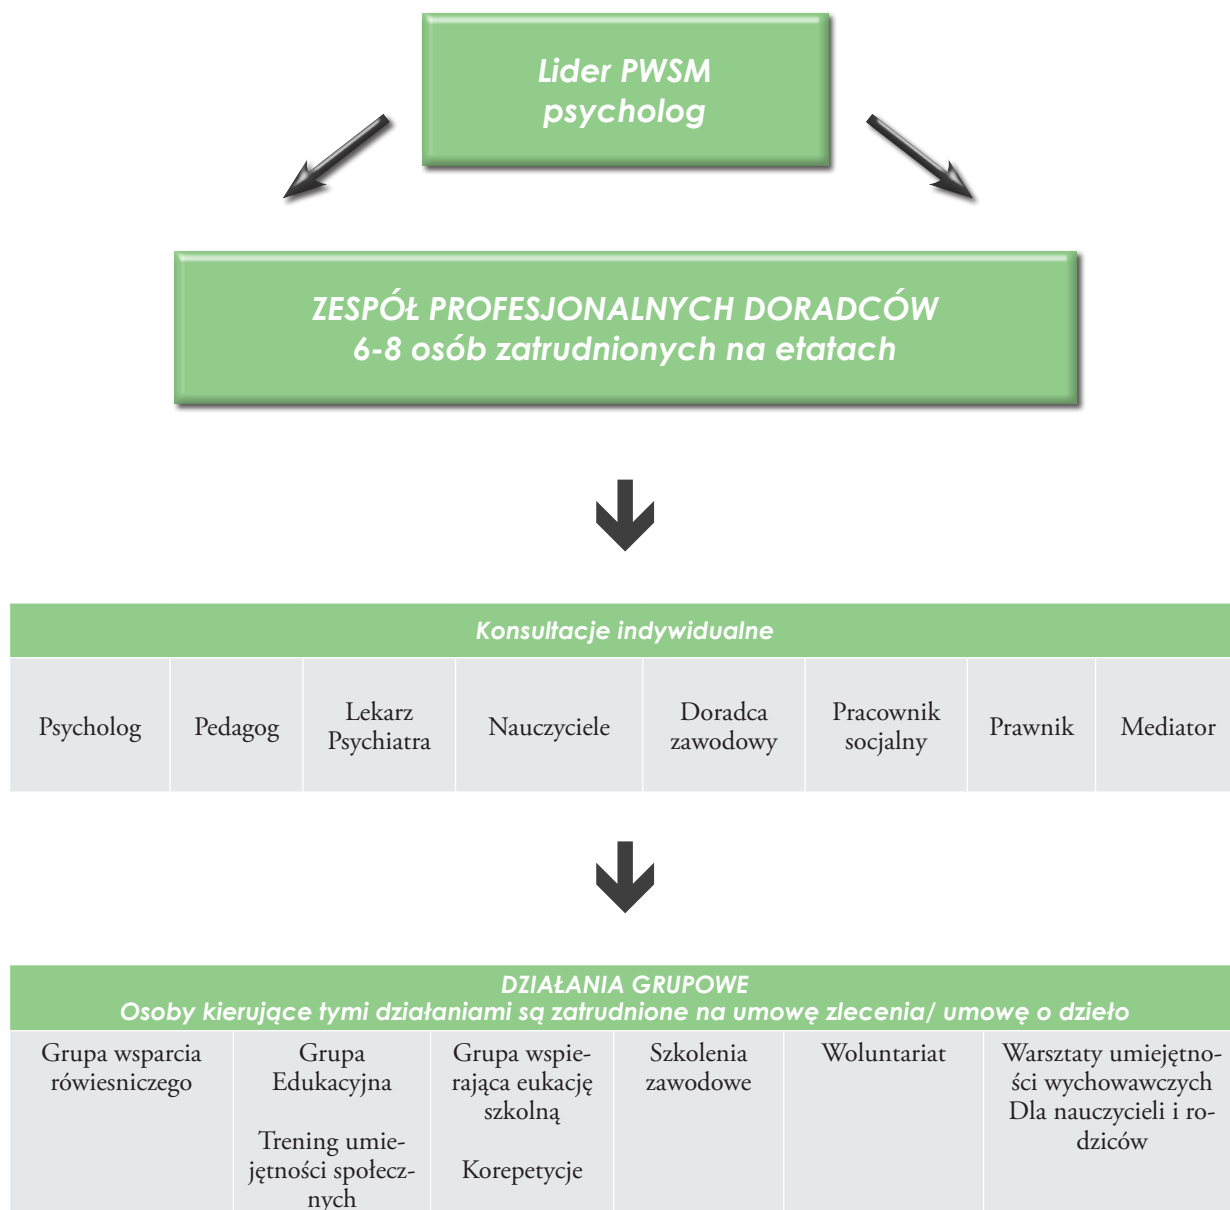 Lider PWSM
psycholog
ZESPÓŁ PROFESJONALNYCH DORADCÓW
6-8 osób zatrudnionych na etatach
Konsultacje indywidualne
Psycholog
Pedagog
Lekarz
Psychiatra
Nauczyciele
Doradca
zawodowy
Pracownik
socjalny
Prawnik
Mediator
DZIAŁANIA GRUPOWE
Osoby kierujące tymi działaniami są zatrudnione na umowę zlecenia/ umowę o dzieło
Grupa wsparcia
rówiesniczego
Grupa
Edukacyjna
Trening umie-
jętności społecz-
nych
Grupa wspie-
rająca eukację
szkolną
Korepetycje
Szkolenia
zawodowe
Woluntariat
Warsztaty umiejętno-
ści wychowawczych
Dla nauczycieli i ro-
dziców